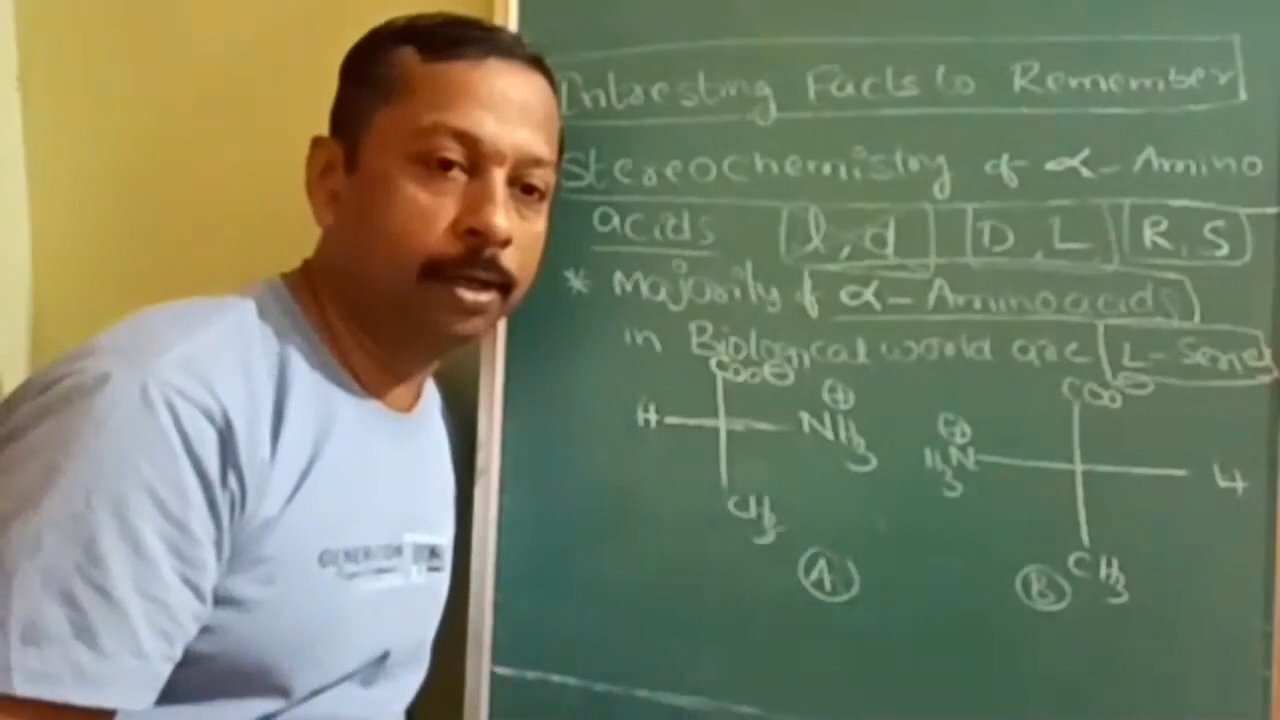 Interesting Facts to Remember
Stereochemistry of α-Amino
acids l,d D,L R,S
* Majority of α-Aminoacids
in Biological world are L-Series
COO⊖ COO⊖
H ⊕NH3 ⊕H3N H
CH3 CH3
A B